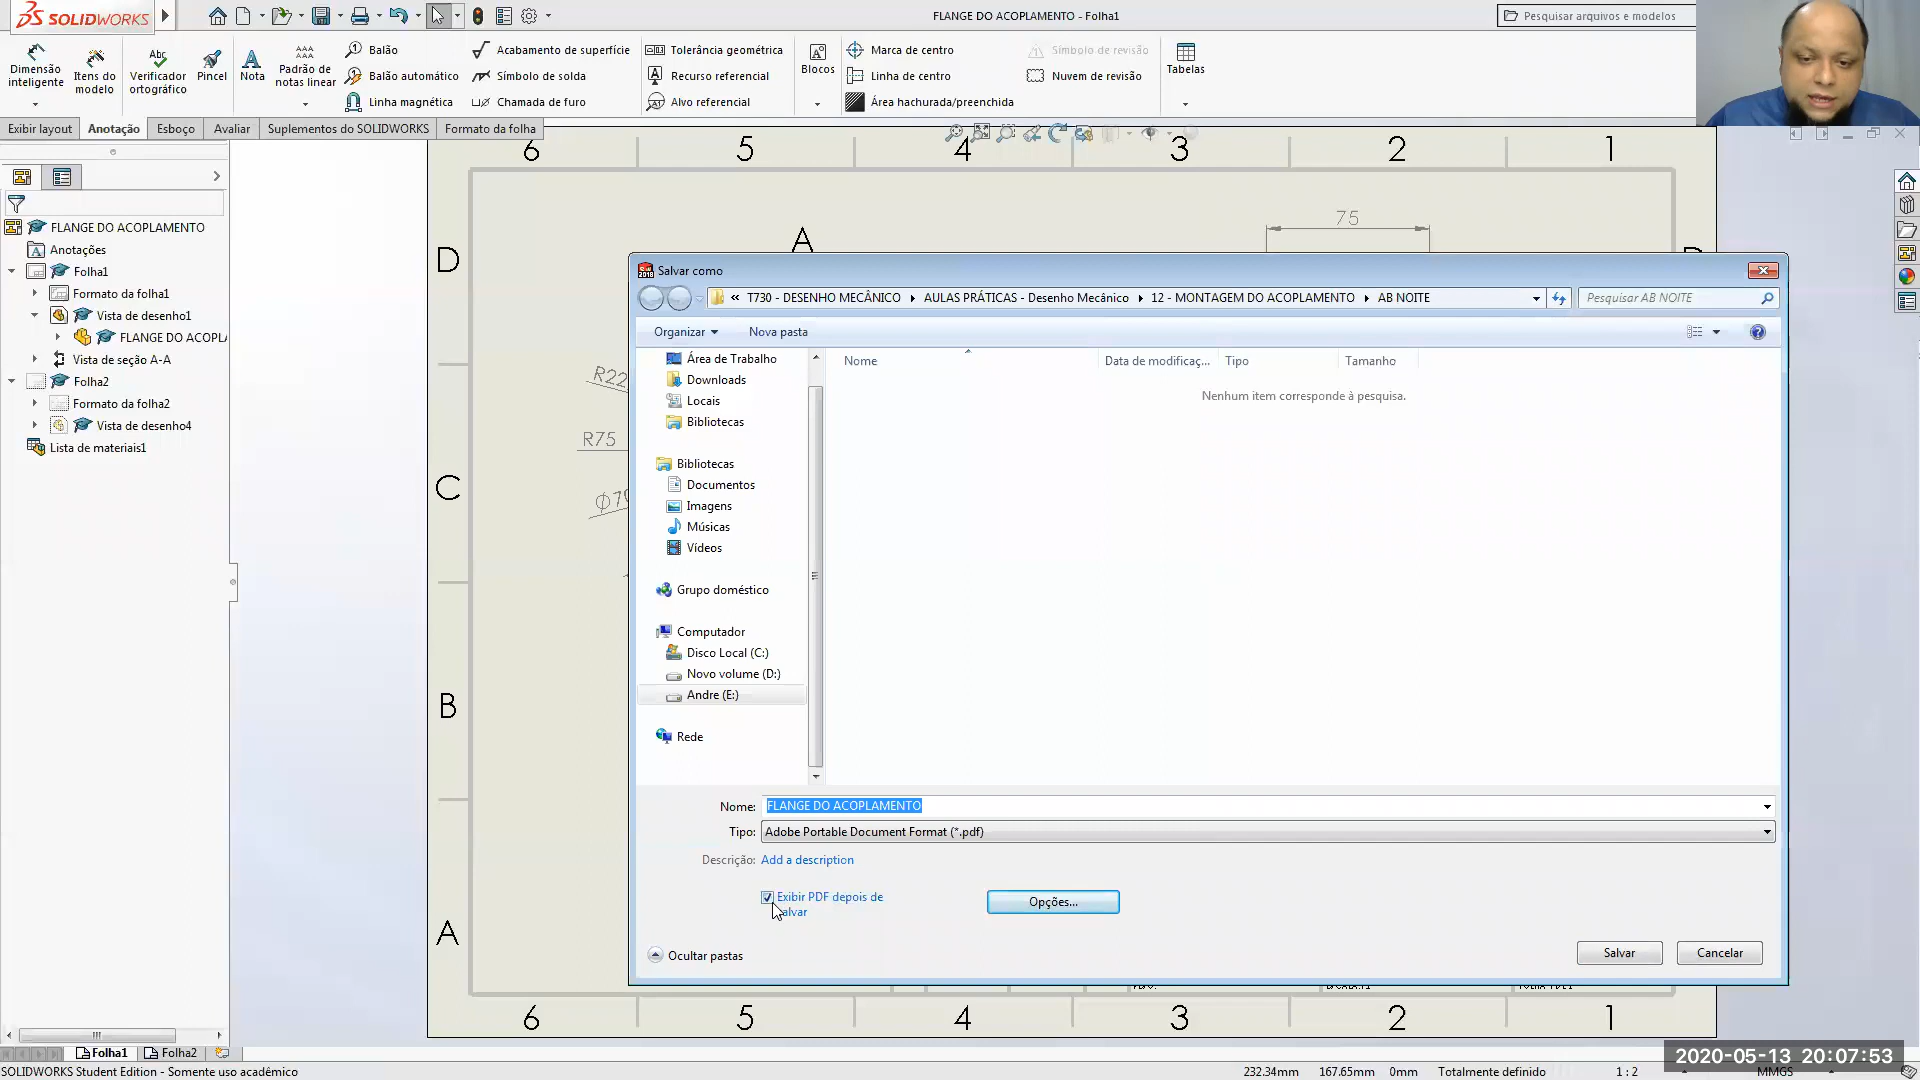 SOLIDWORKS
FLANGE DO ACOPLAMENTO - Folha1
Pesquisar arquivos e modelos
Dimensão inteligente
Itens do modelo
Verificador ortográfico
Pincel
Nota
Padrão de notas linear
Balão
Balão automático
Linha magnética
Acabamento de superfície
Símbolo de solda
Chamada de furo
Tolerância geométrica
Recurso referencial
Alvo referencial
Blocos
Marca de centro
Linha de centro
Área hachurada/preenchida
Símbolo de revisão
Nuvem de revisão
Tabelas
Exibir layout
Anotação
Esboço
Avaliar
Suplementos do SOLIDWORKS
Formato da folha
FLANGE DO ACOPLAMENTO
Anotações
Folha1
Formato da folha1
Vista de desenho1
FLANGE DO ACOPL
Vista de seção A-A
Folha2
Formato da folha2
Vista de desenho4
Lista de materiais1
6 5 4 3 2 1
D
C
B
A
A
75
R22
R75
Salvar como
« T730 - DESENHO MECÂNICO AULAS PRÁTICAS - Desenho Mecânico 12 - MONTAGEM DO ACOPLAMENTO AB NOITE
Pesquisar AB NOITE
Organizar
Nova pasta
Nome
Data de modificaç...
Tipo
Tamanho
Nenhum item corresponde à pesquisa.
Área de Trabalho
Downloads
Locais
Bibliotecas
Bibliotecas
Documentos
Imagens
Músicas
Vídeos
Grupo doméstico
Computador
Disco Local (C:)
Novo volume (D:)
Andre (E:)
Rede
Nome: FLANGE DO ACOPLAMENTO
Tipo: Adobe Portable Document Format (*.pdf)
Descrição: Add a description
Exibir PDF depois de
salvar
Opções...
Ocultar pastas
Salvar
Cancelar
6 5 4 3 2 1
Folha1
Folha2
2020-05-13 20:07:53
SOLIDWORKS Student Edition - Somente uso acadêmico
232.34mm 167.65mm 0mm Totalmente definido 1 : 2 MMGS